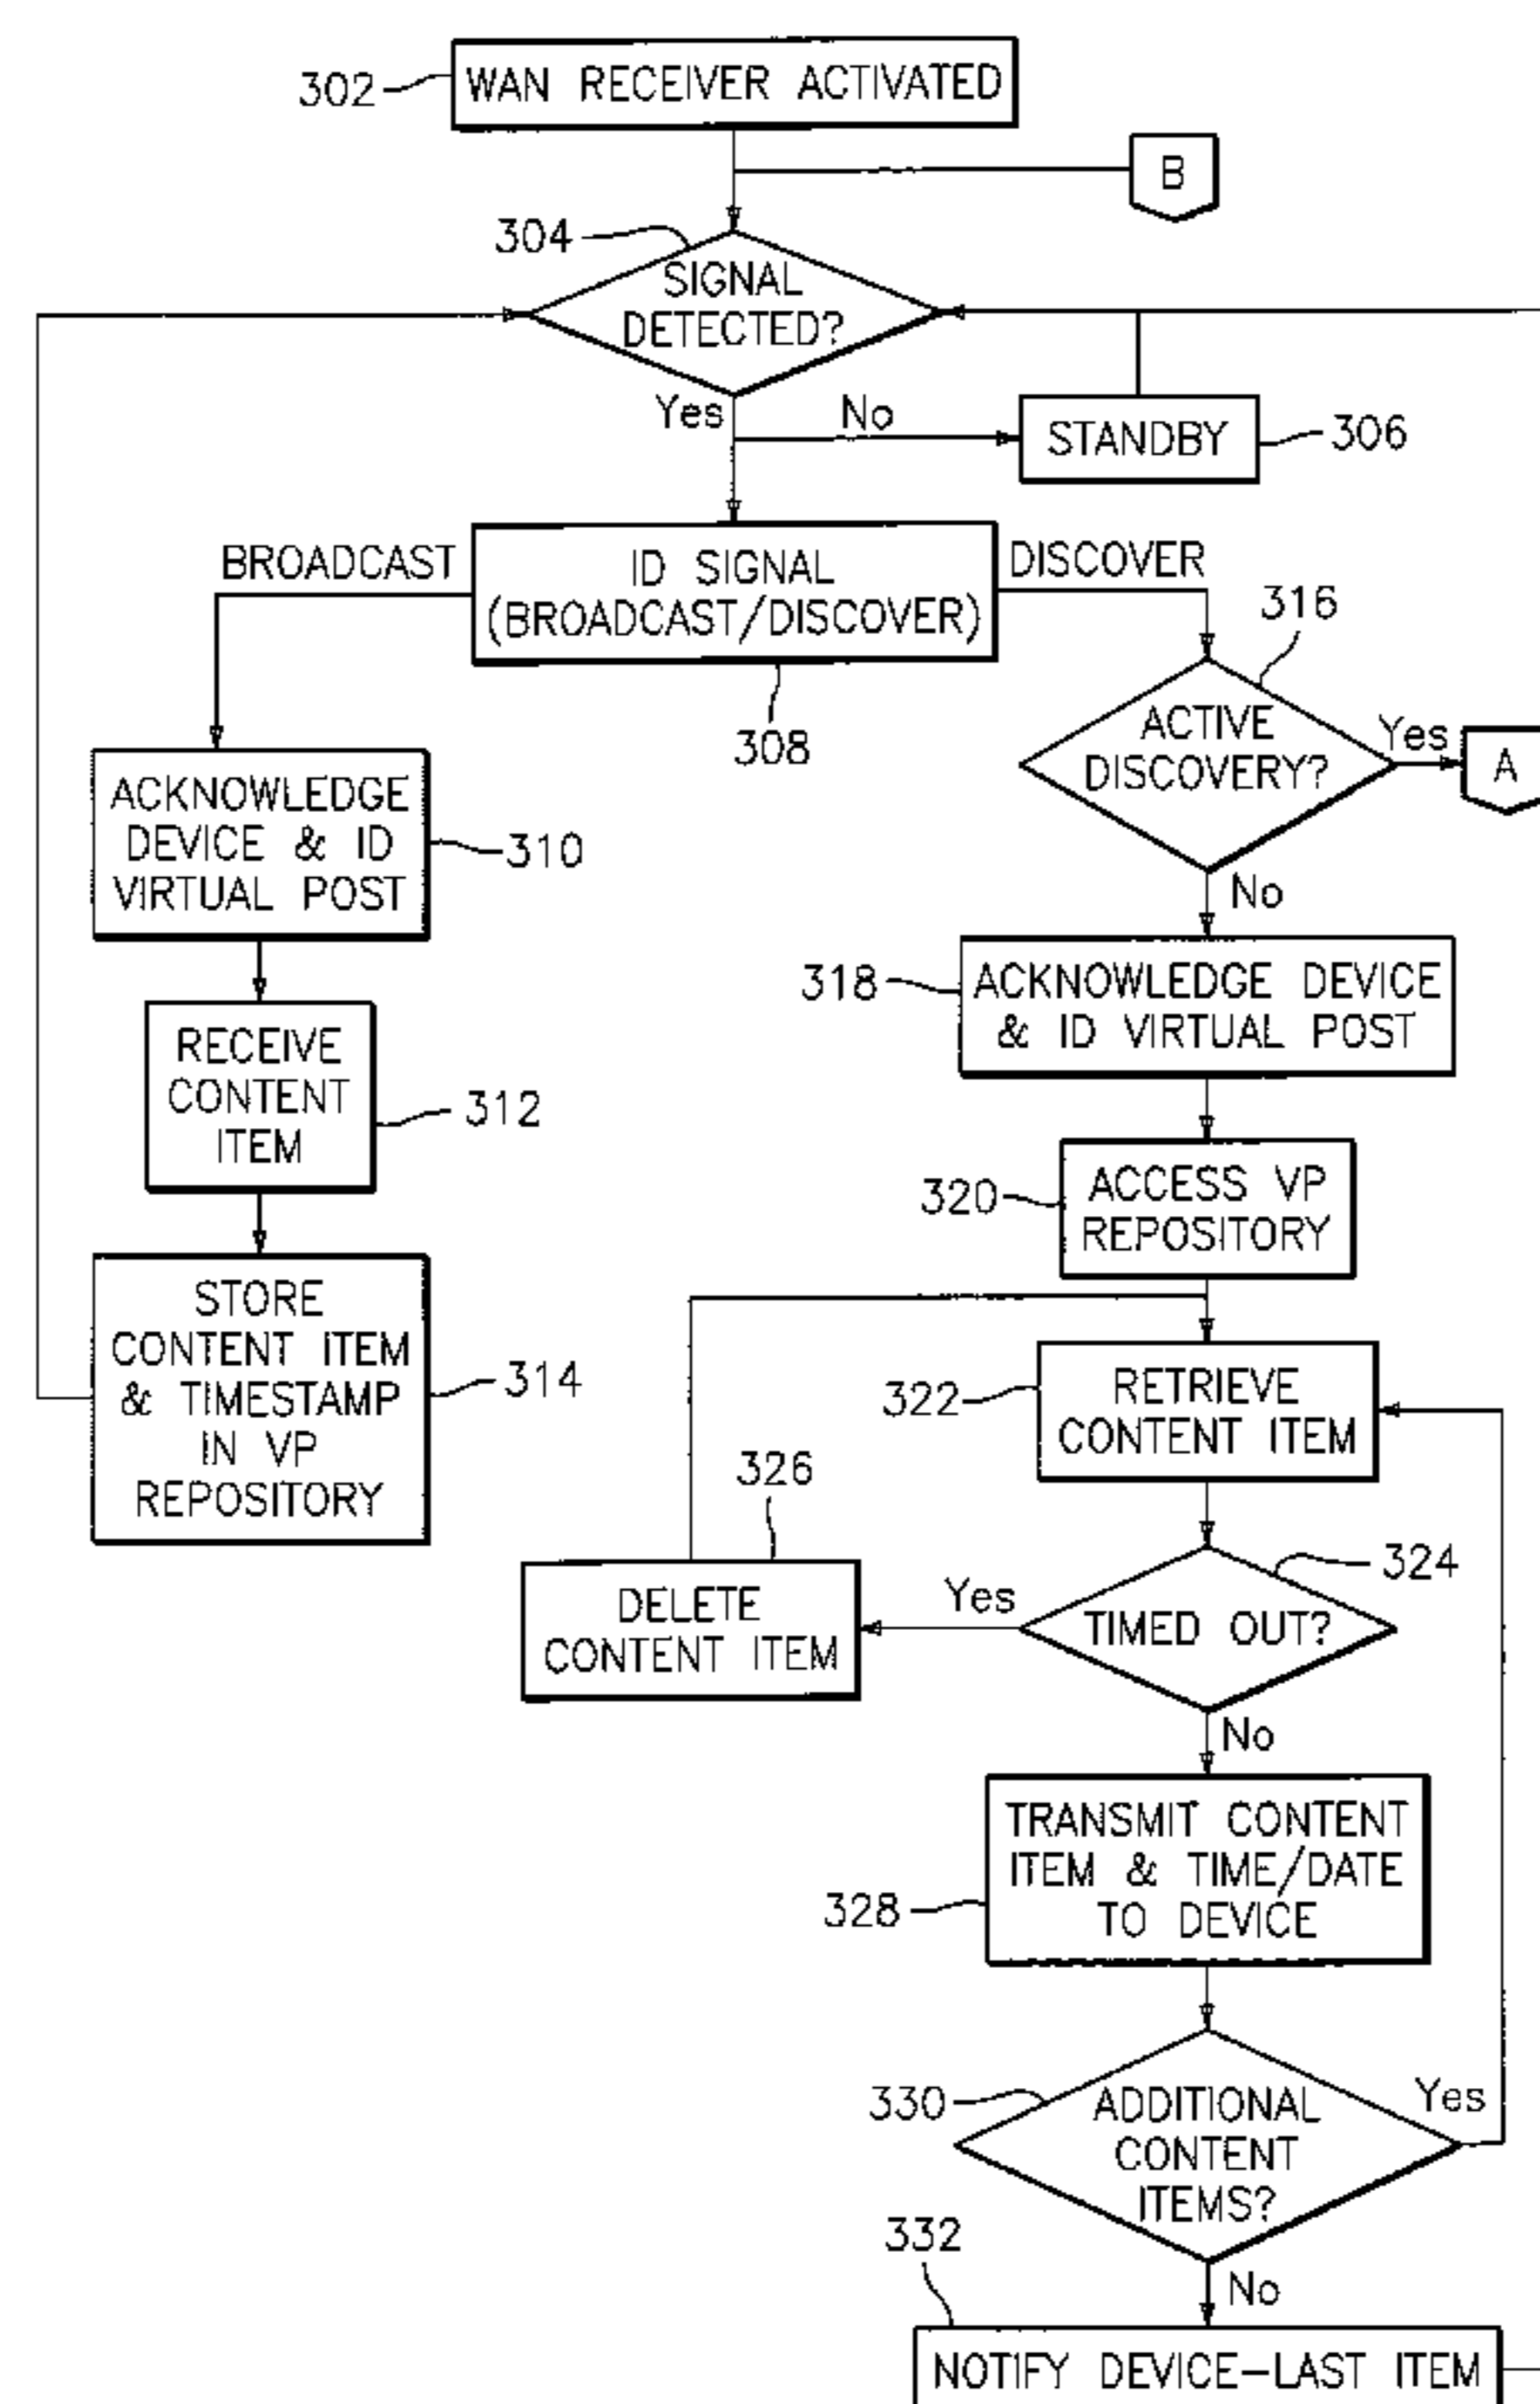 302
WAN RECEIVER ACTIVATED
B
304
SIGNAL
DETECTED?
Yes
No
STANDBY
306
BROADCAST
ID SIGNAL
(BROADCAST/DISCOVER)
DISCOVER
308
316
ACTIVE
DISCOVERY?
Yes
A
No
ACKNOWLEDGE
DEVICE & ID
VIRTUAL POST
310
RECEIVE
CONTENT
ITEM
312
STORE
CONTENT ITEM
& TIMESTAMP
IN VP
REPOSITORY
314
318
ACKNOWLEDGE DEVICE
& ID VIRTUAL POST
320
ACCESS VP
REPOSITORY
322
RETRIEVE
CONTENT ITEM
326
DELETE
CONTENT ITEM
Yes
TIMED OUT?
324
No
328
TRANSMIT CONTENT
ITEM & TIME/DATE
TO DEVICE
330
ADDITIONAL
CONTENT
ITEMS?
Yes
No
332
NOTIFY DEVICE-LAST ITEM